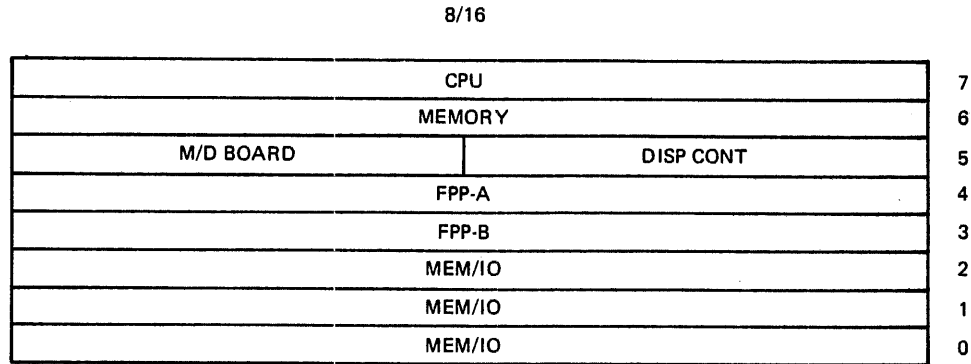 8/16
CPU 7
MEMORY 6
M/D BOARD DISP CONT 5
FPP-A 4
FPP-B 3
MEM/IO 2
MEM/IO 1
MEM/IO 0